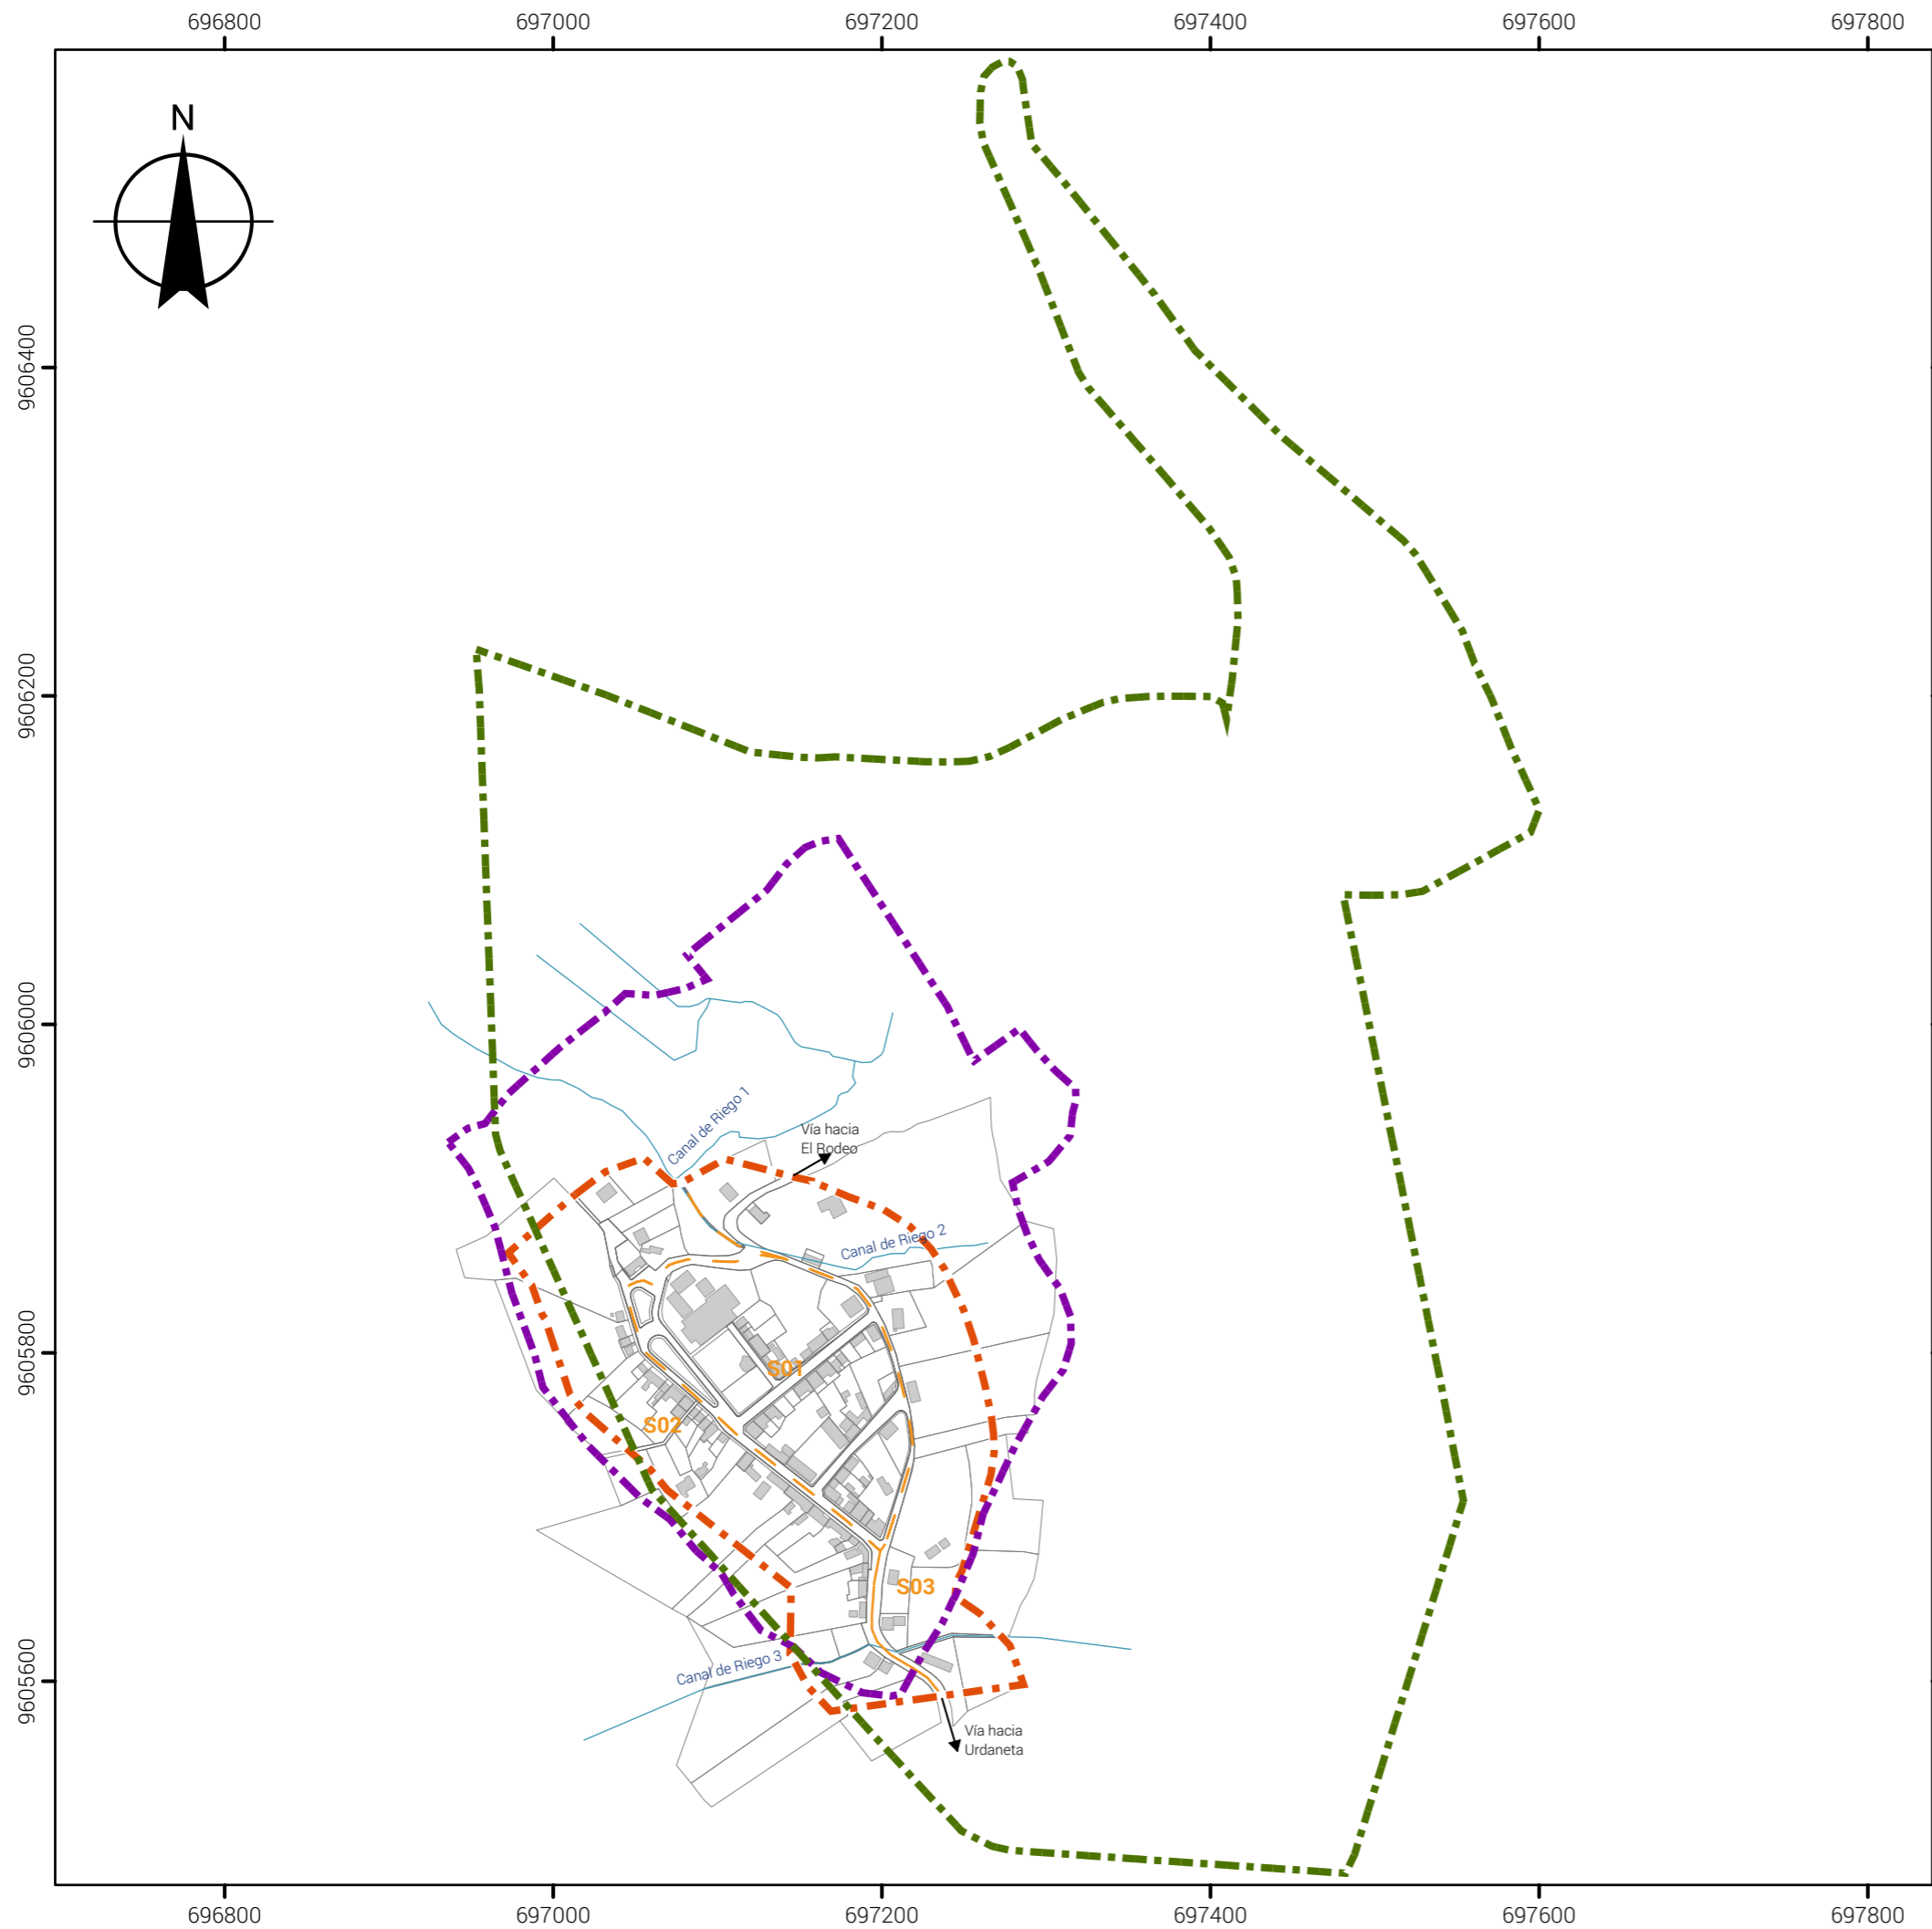 696800 697000 697200 697400 697600 697800
N
9606400
9606200
9606000
9605800
9605600
Canal de Riego 1
Vía hacia
El Rodeo
Canal de Riego 2
S01
S02
S03
Canal de Riego 3
Vía hacia
Urdaneta
696800 697000 697200 697400 697600 697800